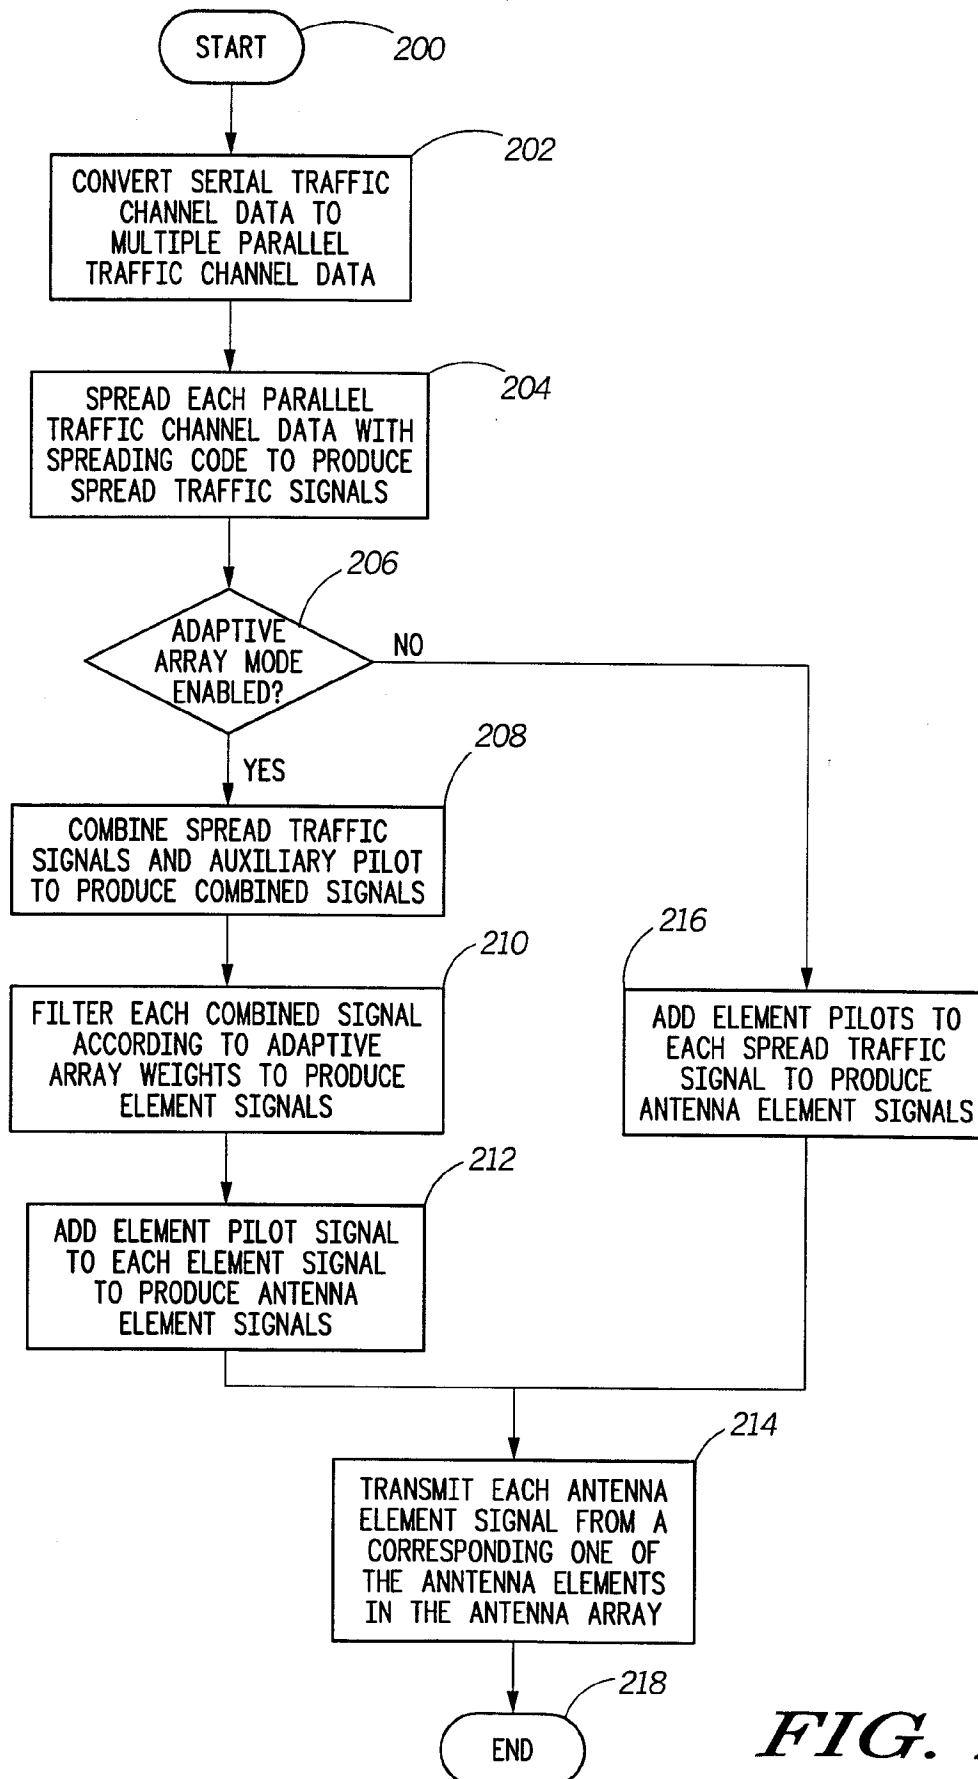 START
200
202
CONVERT SERIAL TRAFFIC
CHANNEL DATA TO
MULTIPLE PARALLEL
TRAFFIC CHANNEL DATA
204
SPREAD EACH PARALLEL
TRAFFIC CHANNEL DATA WITH
SPREADING CODE TO PRODUCE
SPREAD TRAFFIC SIGNALS
206
ADAPTIVE
ARRAY MODE
ENABLED?
NO
YES
208
COMBINE SPREAD TRAFFIC
SIGNALS AND AUXILIARY PILOT
TO PRODUCE COMBINED SIGNALS
210
FILTER EACH COMBINED SIGNAL
ACCORDING TO ADAPTIVE
ARRAY WEIGHTS TO PRODUCE
ELEMENT SIGNALS
216
ADD ELEMENT PILOTS TO
EACH SPREAD TRAFFIC
SIGNAL TO PRODUCE
ANTENNA ELEMENT SIGNALS
212
ADD ELEMENT PILOT SIGNAL
TO EACH ELEMENT SIGNAL
TO PRODUCE ANTENNA
ELEMENT SIGNALS
214
TRANSMIT EACH ANTENNA
ELEMENT SIGNAL FROM A
CORRESPONDING ONE OF
THE ANNTENNA ELEMENTS
IN THE ANTENNA ARRAY
218
END
FIG.